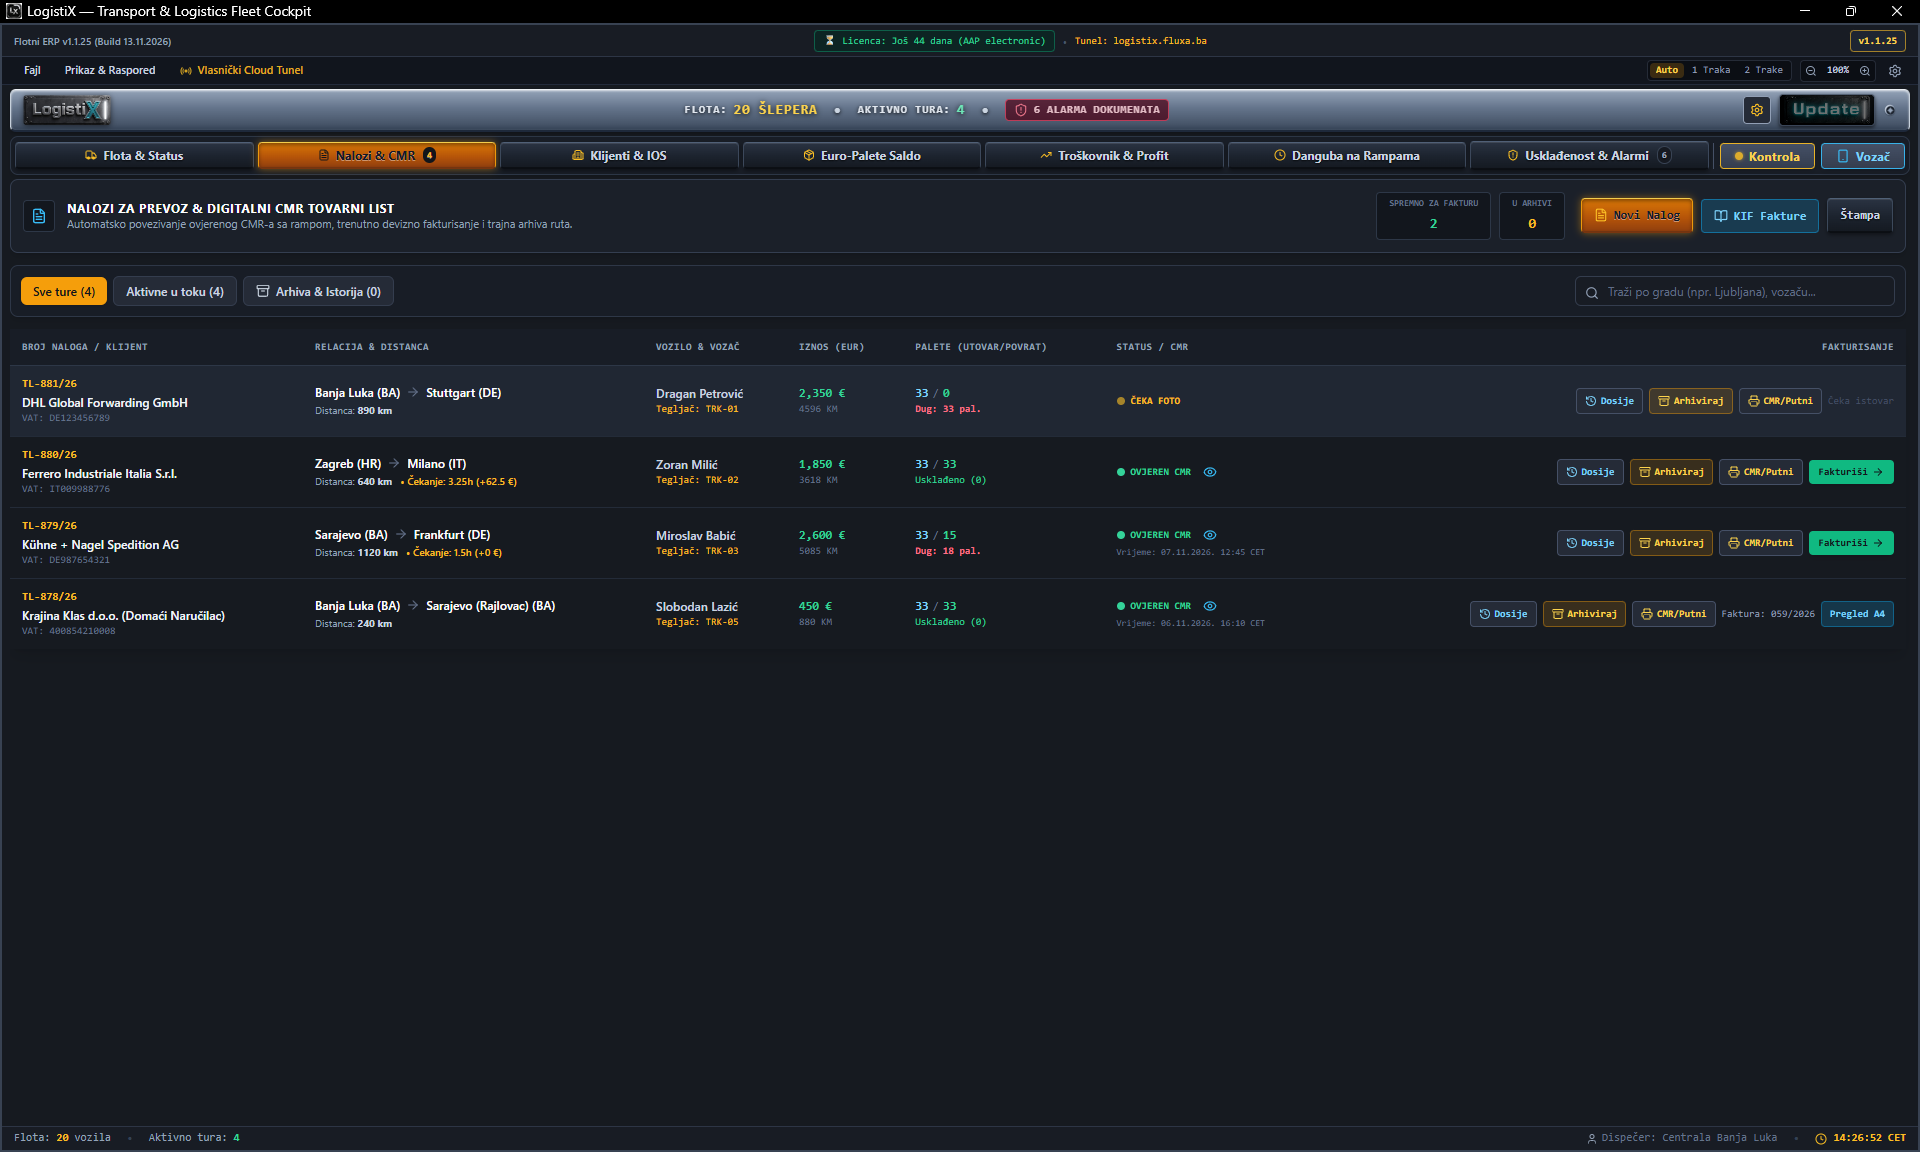 LogistiX — Transport & Logistics Fleet Cockpit
Flotni ERP v1.1.25 (Build 13.11.2026)
Licenca: Još 44 dana (AAP electronic)
Tunel: logistix.fluxa.ba
v1.1.25
Fajl
Prikaz & Raspored
Vlasnički Cloud Tunel
Auto
1 Traka
2 Trake
100%
LogistiX
FLOTA: 20 ŠLEPERA
AKTIVNO TURA: 4
6 ALARMA DOKUMENATA
Update
Flota & Status
Nalozi & CMR 4
Klijenti & IOS
Euro-Palete Saldo
Troškovnik & Profit
Danguba na Rampama
Usklađenost & Alarmi 6
Kontrola
Vozač
NALOZI ZA PREVOZ & DIGITALNI CMR TOVARNI LIST
Automatsko povezivanje ovjerenog CMR-a sa rampom, trenutno devizno fakturisanje i trajna arhiva ruta.
SPREMNO ZA FAKTURU
2
U ARHIVI
0
Novi Nalog
KIF Fakture
Štampa
Sve ture (4)
Aktivne u toku (4)
Arhiva & Istorija (0)
Traži po gradu (npr. Ljubljana), vozaču...
BROJ NALOGA / KLIJENT
RELACIJA & DISTANCA
VOZILO & VOZAČ
IZNOS (EUR)
PALETE (UTOVAR/POVRAT)
STATUS / CMR
FAKTURISANJE
TL-881/26
DHL Global Forwarding GmbH
VAT: DE123456789
Banja Luka (BA) → Stuttgart (DE)
Distanca: 890 km
Dragan Petrović
Tegljač: TRK-01
2,350 €
4596 KM
33 / 0
Dug: 33 pal.
ČEKA FOTO
Dosije
Arhiviraj
CMR/Putni
Čeka istovar
TL-880/26
Ferrero Industriale Italia S.r.l.
VAT: IT009988776
Zagreb (HR) → Milano (IT)
Distanca: 640 km • Čekanje: 3.25h (+62.5 €)
Zoran Milić
Tegljač: TRK-02
1,850 €
3618 KM
33 / 33
Usklađeno (0)
OVJEREN CMR
Dosije
Arhiviraj
CMR/Putni
Fakturiši →
TL-879/26
Kühne + Nagel Spedition AG
VAT: DE987654321
Sarajevo (BA) → Frankfurt (DE)
Distanca: 1120 km • Čekanje: 1.5h (+0 €)
Miroslav Babić
Tegljač: TRK-03
2,600 €
5085 KM
33 / 15
Dug: 18 pal.
OVJEREN CMR
Vrijeme: 07.11.2026. 12:45 CET
Dosije
Arhiviraj
CMR/Putni
Fakturiši →
TL-878/26
Krajina Klas d.o.o. (Domaći Naručilac)
VAT: 400854210008
Banja Luka (BA) → Sarajevo (Rajlovac) (BA)
Distanca: 240 km
Slobodan Lazić
Tegljač: TRK-05
450 €
880 KM
33 / 33
Usklađeno (0)
OVJEREN CMR
Vrijeme: 06.11.2026. 16:10 CET
Dosije
Arhiviraj
CMR/Putni
Faktura: 059/2026
Pregled A4
Flota: 20 vozila
Aktivno tura: 4
Dispečer: Centrala Banja Luka
14:26:52 CET